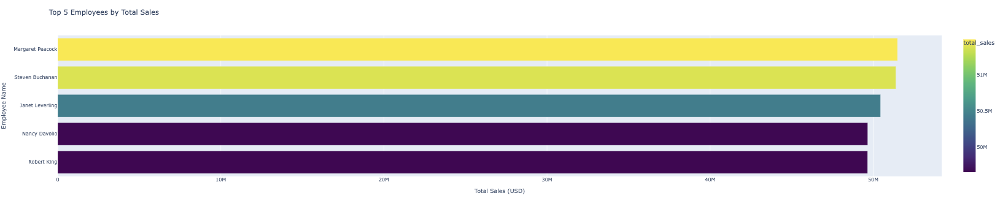 Top 5 Employees by Total Sales
Employee Name
Margaret Peacock
Steven Buchanan
Janet Leverling
Nancy Davolio
Robert King
0 10M 20M 30M 40M 50M
Total Sales (USD)
total_sales
51M
50.5M
50M